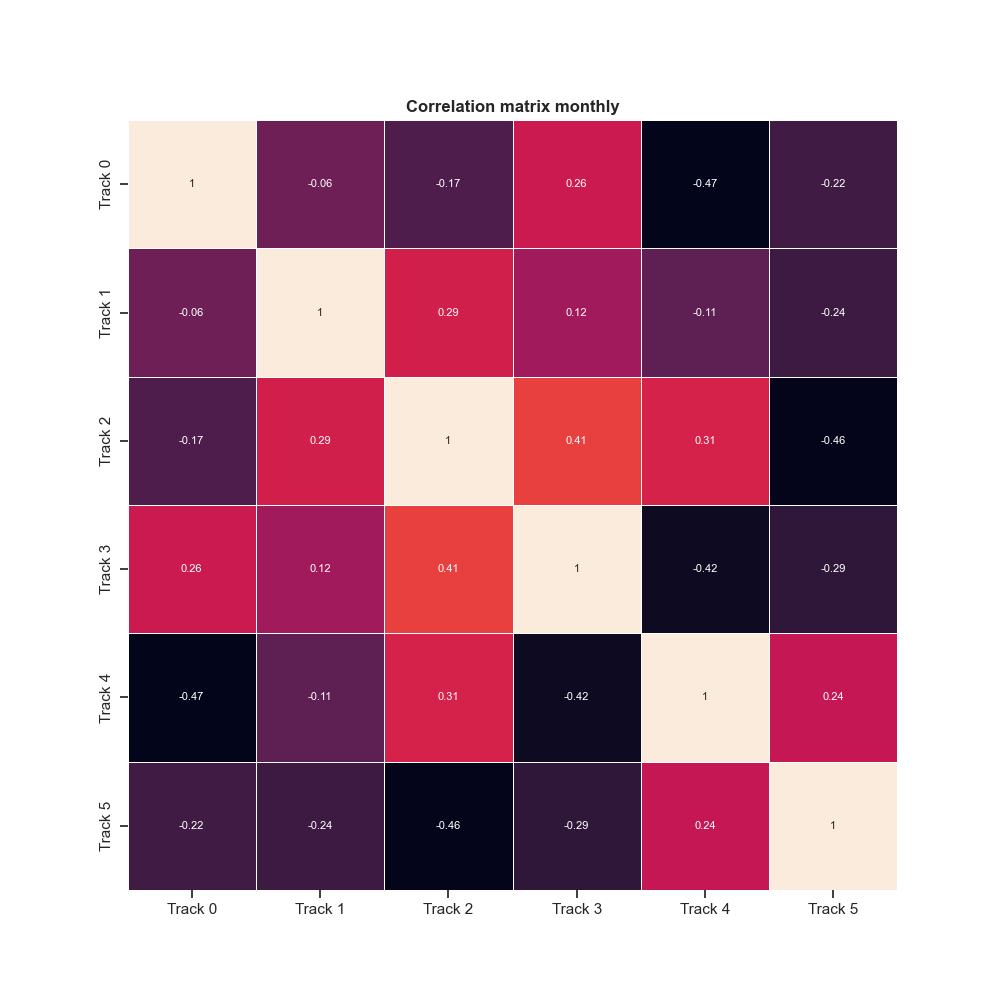 Correlation matrix monthly
Track 0 1 -0.06 -0.17 0.26 -0.47 -0.22
Track 1 -0.06 1 0.29 0.12 -0.11 -0.24
Track 2 -0.17 0.29 1 0.41 0.31 -0.46
Track 3 0.26 0.12 0.41 1 -0.42 -0.29
Track 4 -0.47 -0.11 0.31 -0.42 1 0.24
Track 5 -0.22 -0.24 -0.46 -0.29 0.24 1
Track 0 Track 1 Track 2 Track 3 Track 4 Track 5